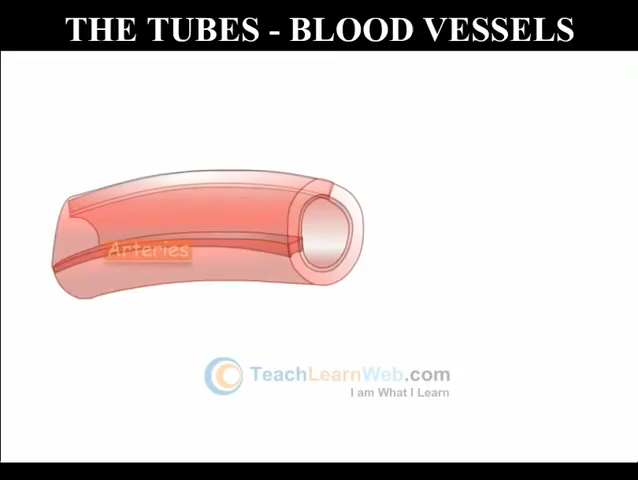 THE TUBES - BLOOD VESSELS
Arteries
TeachLearnWeb.com
I am What I Learn